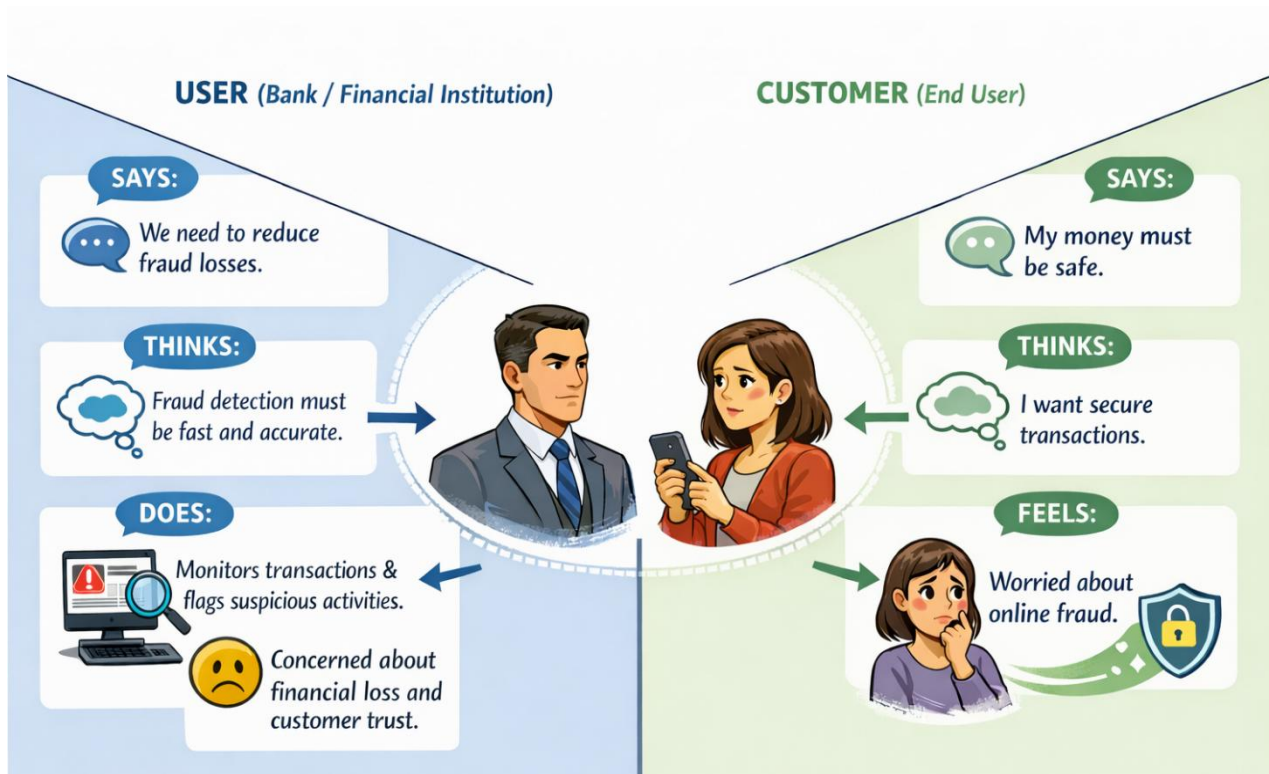 USER (Bank / Financial Institution)
SAYS:
We need to reduce
fraud losses.
THINKS:
Fraud detection must
be fast and accurate.
DOES:
Monitors transactions &
flags suspicious activities.
Concerned about
financial loss and
customer trust.
CUSTOMER (End User)
SAYS:
My money must
be safe.
THINKS:
I want secure
transactions.
FEELS:
Worried about
online fraud.